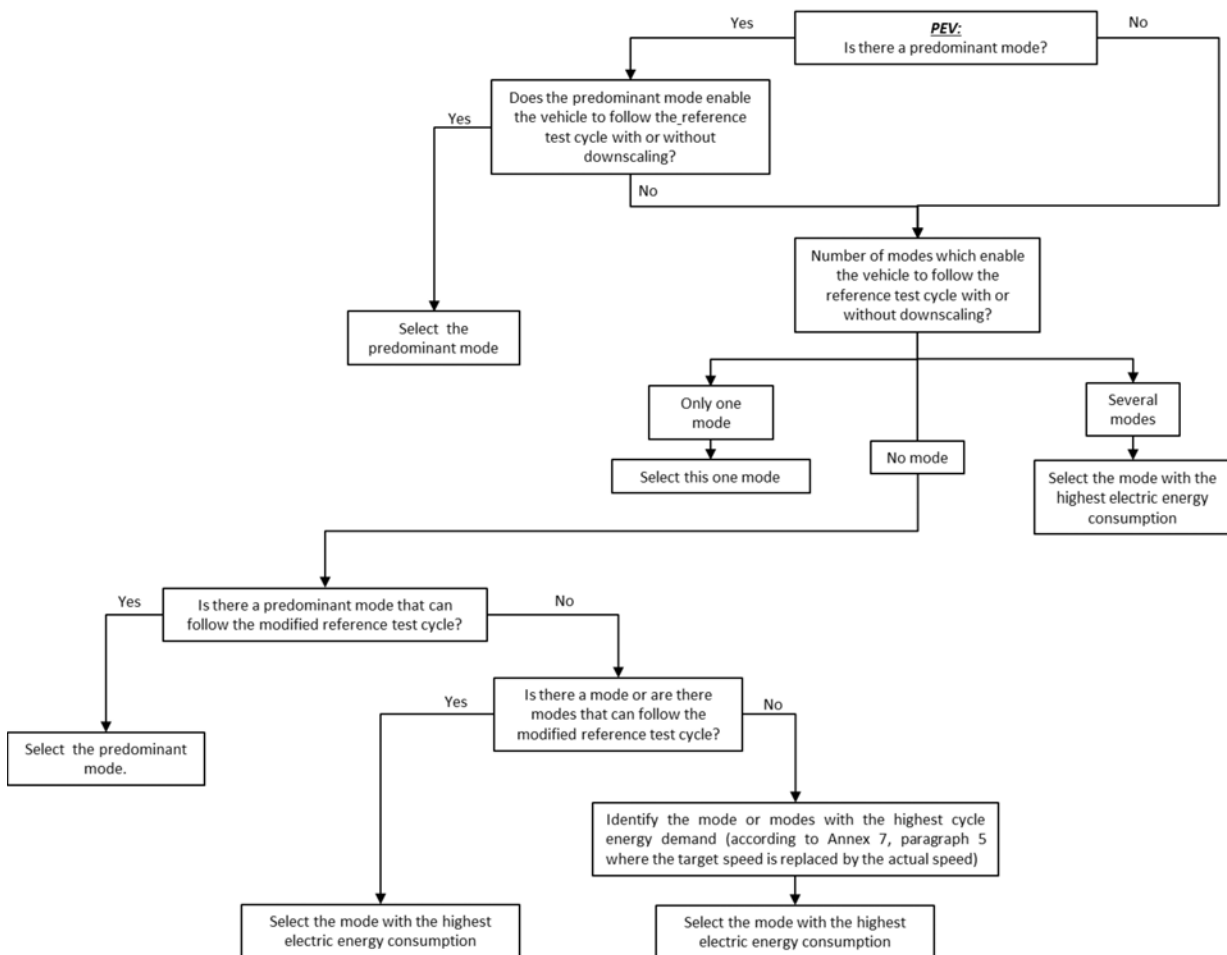 PEV:
Is there a predominant mode?
Yes
No
Does the predominant mode enable
the vehicle to follow the reference
test cycle with or without
downscaling?
Yes
No
Number of modes which enable
the vehicle to follow the
reference test cycle with or
without downscaling?
Select the
predominant mode
Only one
mode
Several
modes
No mode
Select this one mode
Select the mode with the
highest electric energy
consumption
Yes
Is there a predominant mode that can
follow the modified reference test cycle?
No
Yes
Is there a mode or are there
modes that can follow the
modified reference test cycle?
No
Select the predominant
mode.
Identify the mode or modes with the highest cycle
energy demand (according to Annex 7, paragraph 5
where the target speed is replaced by the actual speed)
Select the mode with the highest
electric energy consumption
Select the mode with the highest
electric energy consumption